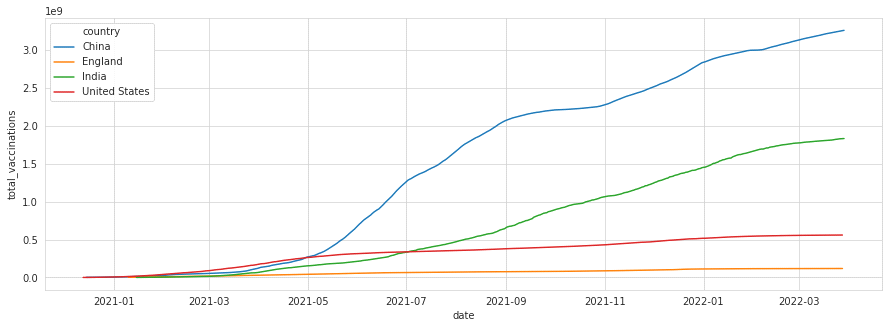 1e9
country
China
England
India
United States
3.0
2.5
2.0
1.5
1.0
0.5
0.0
total_vaccinations
2021-01 2021-03 2021-05 2021-07 2021-09 2021-11 2022-01 2022-03
date